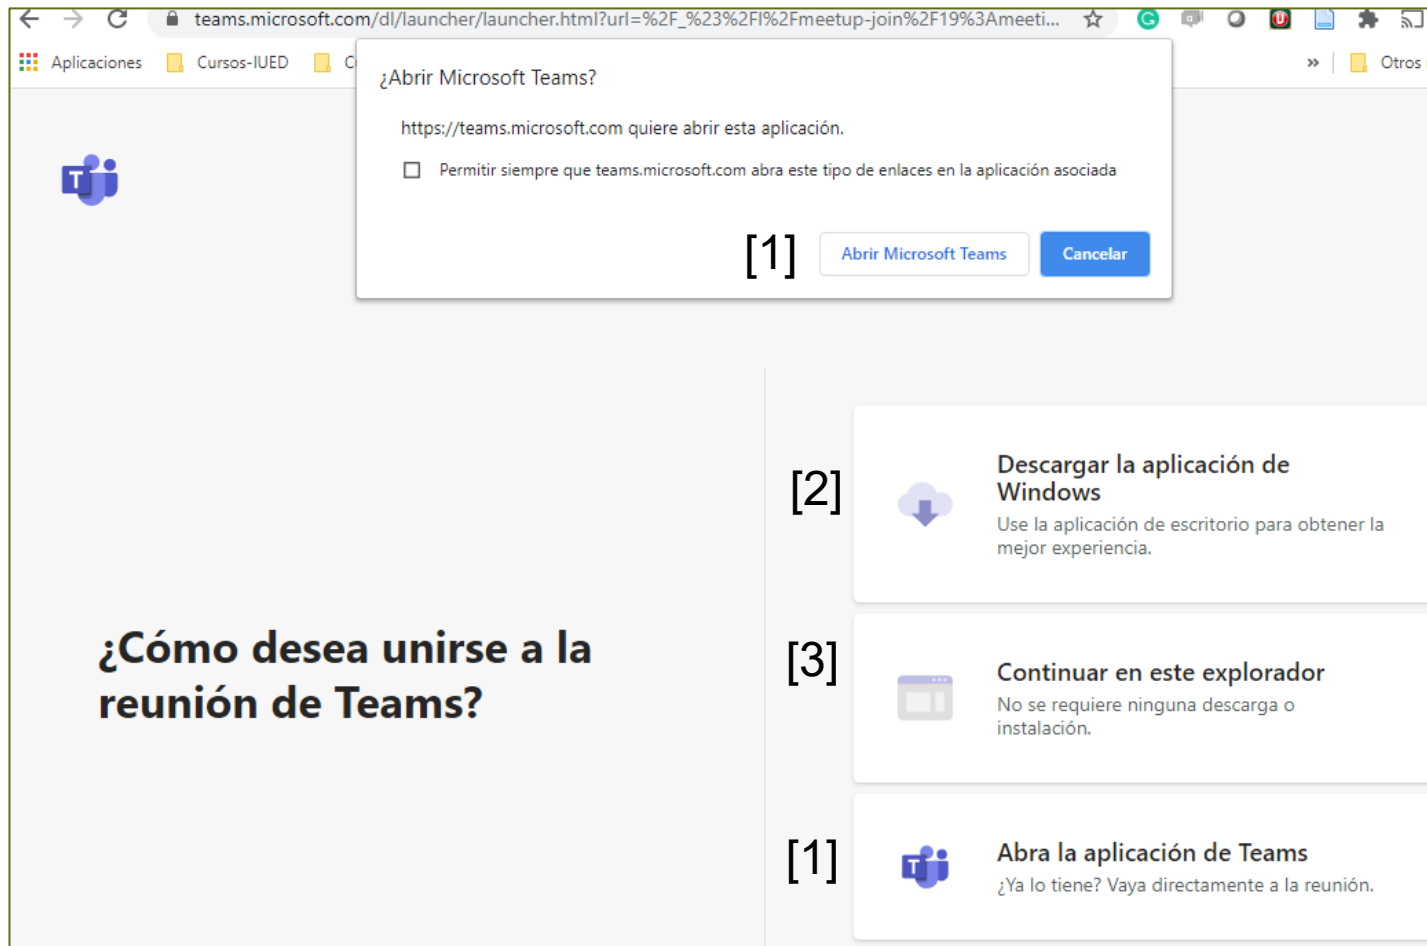 teams.microsoft.com/dl/launcher/launcher.html?url=%2F_%23%2Fl%2Fmeetup-join%2F19%3Ameeti...
Aplicaciones Cursos-IUED C Otros
¿Abrir Microsoft Teams?
https://teams.microsoft.com quiere abrir esta aplicación.
Permitir siempre que teams.microsoft.com abra este tipo de enlaces en la aplicación asociada
[1] Abrir Microsoft Teams Cancelar
T
[2] Descargar la aplicación de
Windows
Use la aplicación de escritorio para obtener la
mejor experiencia.
¿Cómo desea unirse a la
reunión de Teams?
[3] Continuar en este explorador
No se requiere ninguna descarga o
instalación.
[1] Abra la aplicación de Teams
T ¿Ya lo tiene? Vaya directamente a la reunión.